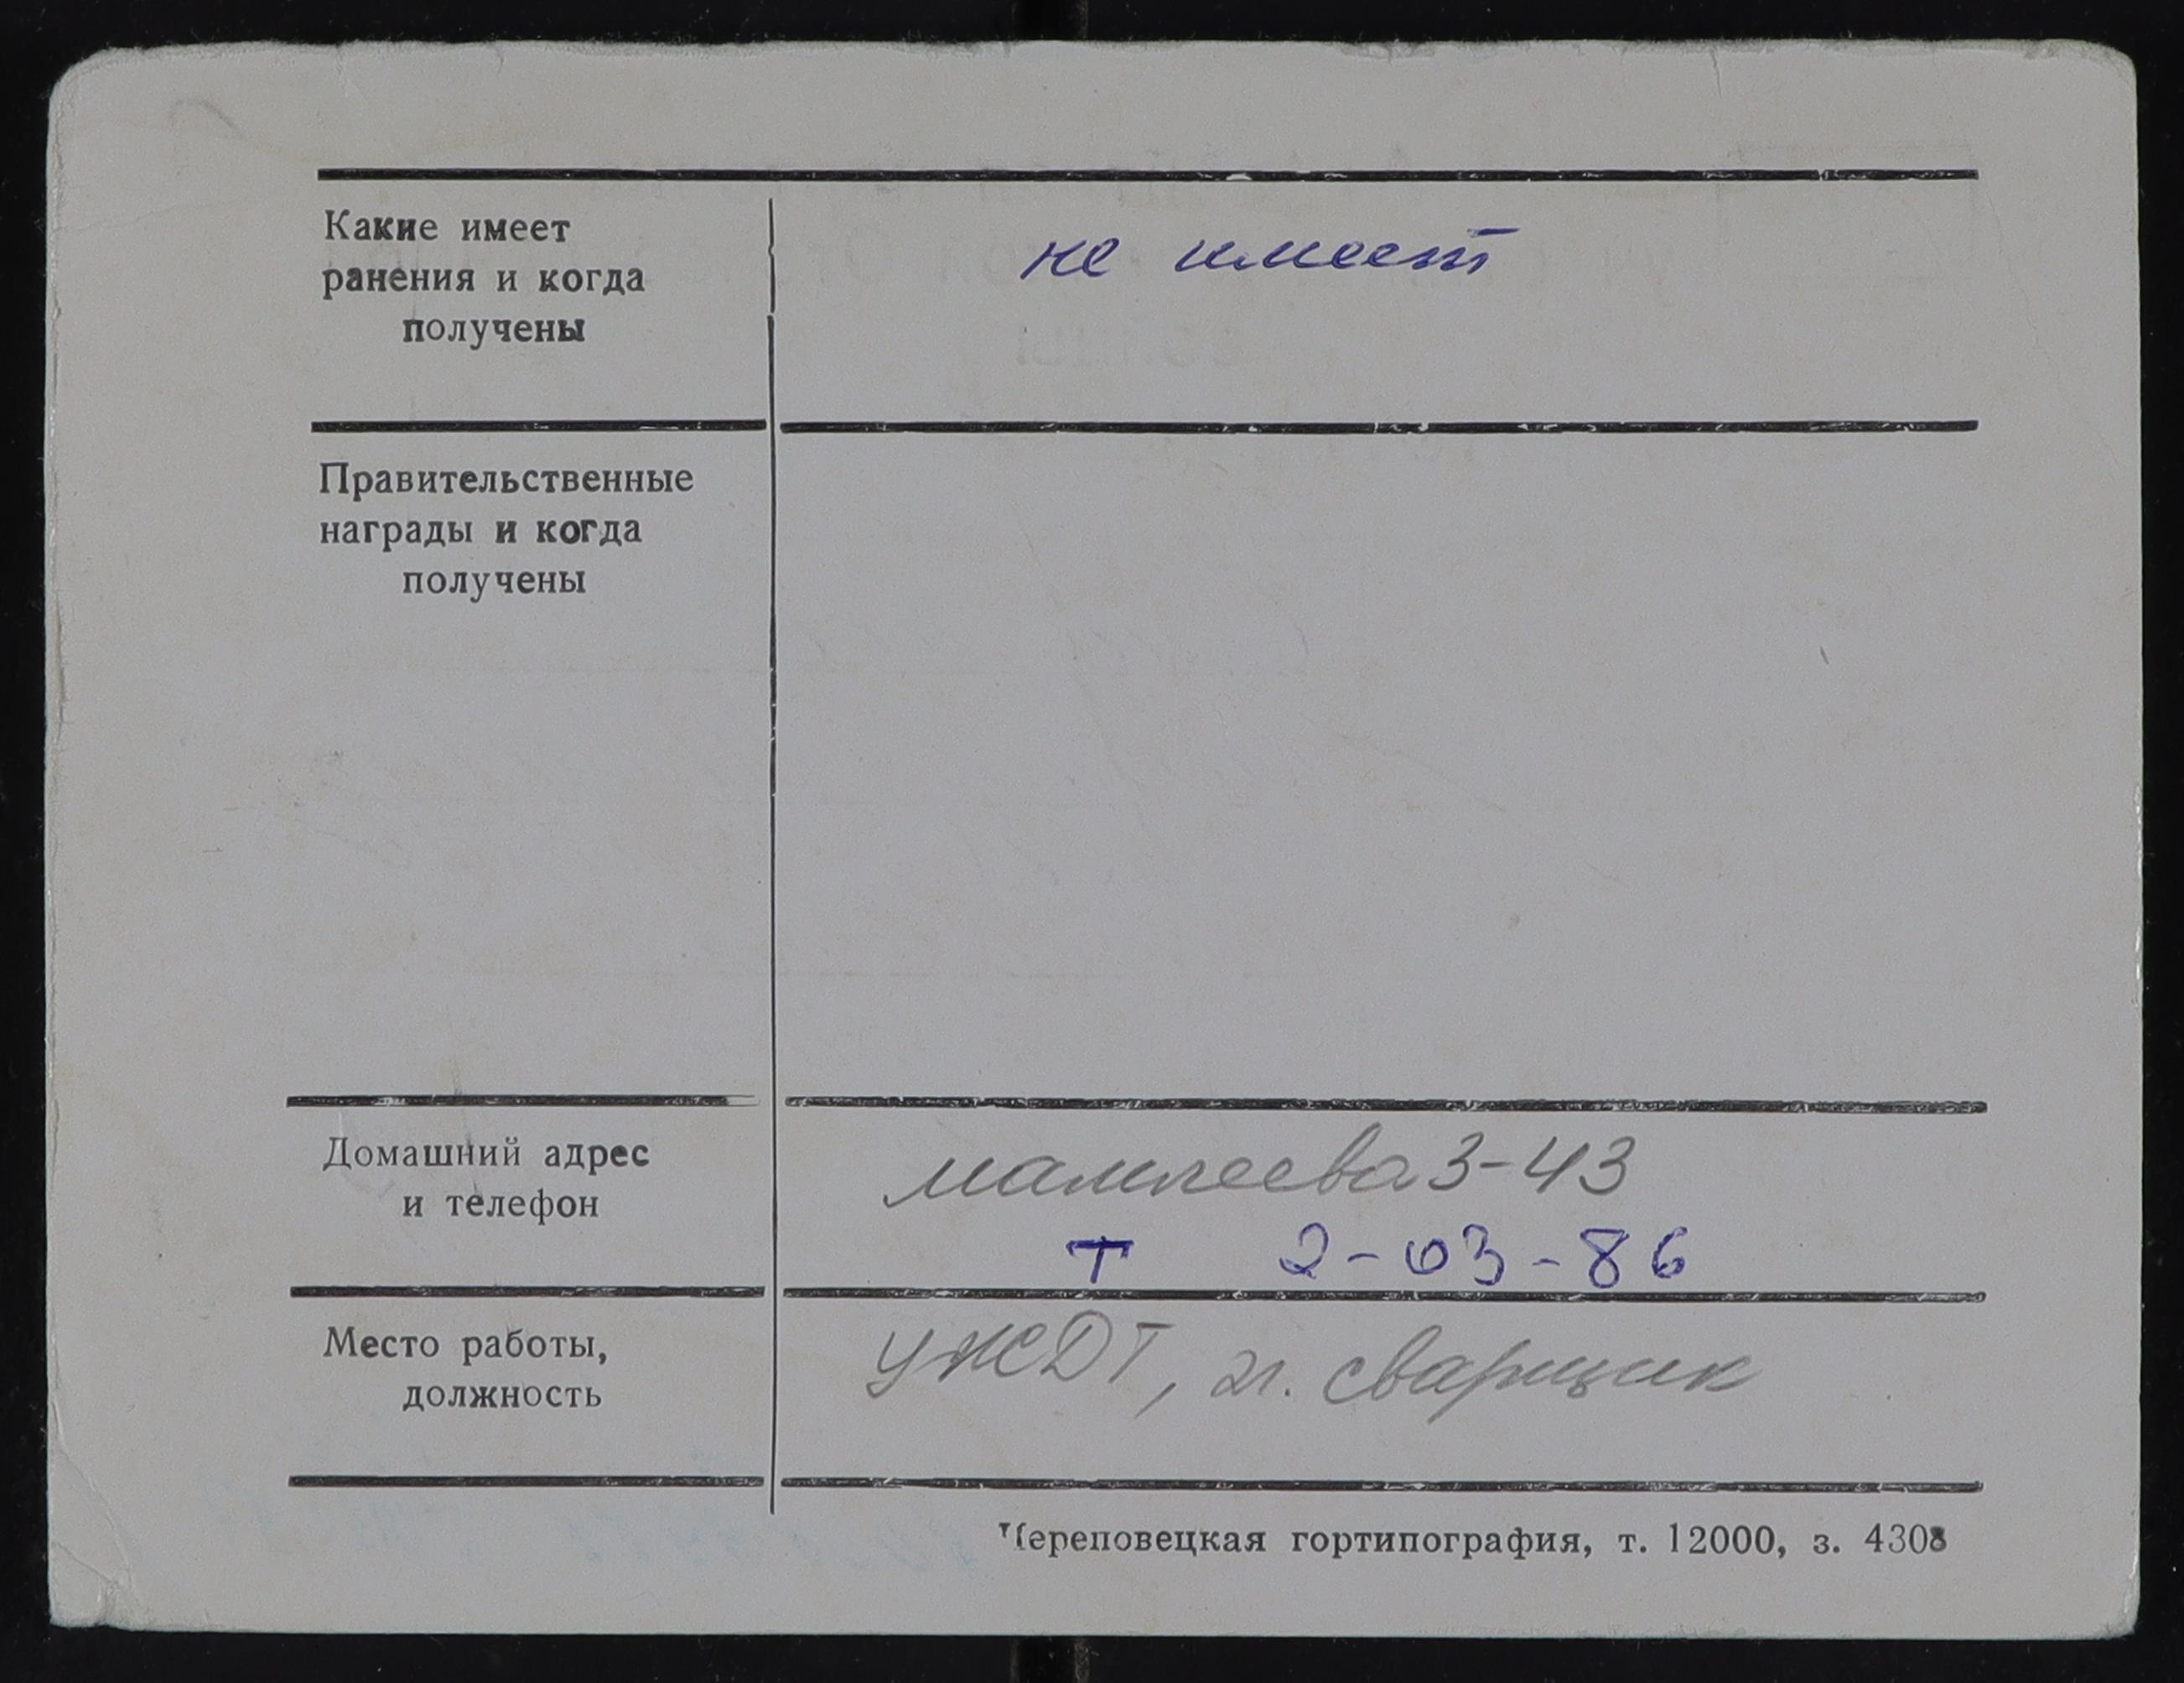 Какие имеет
ранения и когда
получены
не имеет
Правительственные
награды и когда
получены
Домашний адрес
и телефон
мамлеева 3-43
т 2-03-86
Место работы,
должность
УЖДТ, эл. сварщик
Череповецкая гортипография, т. 12000, з. 4308